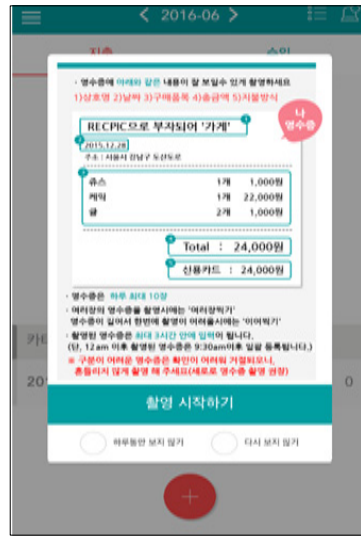 < 2016-06 >
지출 수입
· 영수증에 아래와 같은 내용이 잘 보일수 있게 촬영하세요
1)상호명 2)날짜 3)구매품목 4)총금액 5)지불방식
나
영수증
RECPIC으로 부자되어 '가게'
2015.12.28
주소 : 서울시 강남구 도산도로
쥬스 1개 1,000원
케익 1개 22,000원
귤 2개 1,000원
Total : 24,000원
신용카드 : 24,000원
· 영수증은 하루 최대 10장
· 여러장의 영수증을 촬영시에는 '여러장찍기'
영수증이 길어서 한번에 촬영이 어려울시에는 '이어찍기'
· 촬영된 영수증은 최대 3시간 안에 입력이 됩니다.
(단, 12am 이후 촬영된 영수증은 9:30am이후 일괄 등록됩니다.)
※ 구분이 어려운 영수증은 확인이 어려워 거절되오니,
흔들리지 않게 촬영 해 주세요(세로로 영수증 촬영 권장)
카
20 0
촬영 시작하기
하루동안 보지 않기 다시 보지 않기